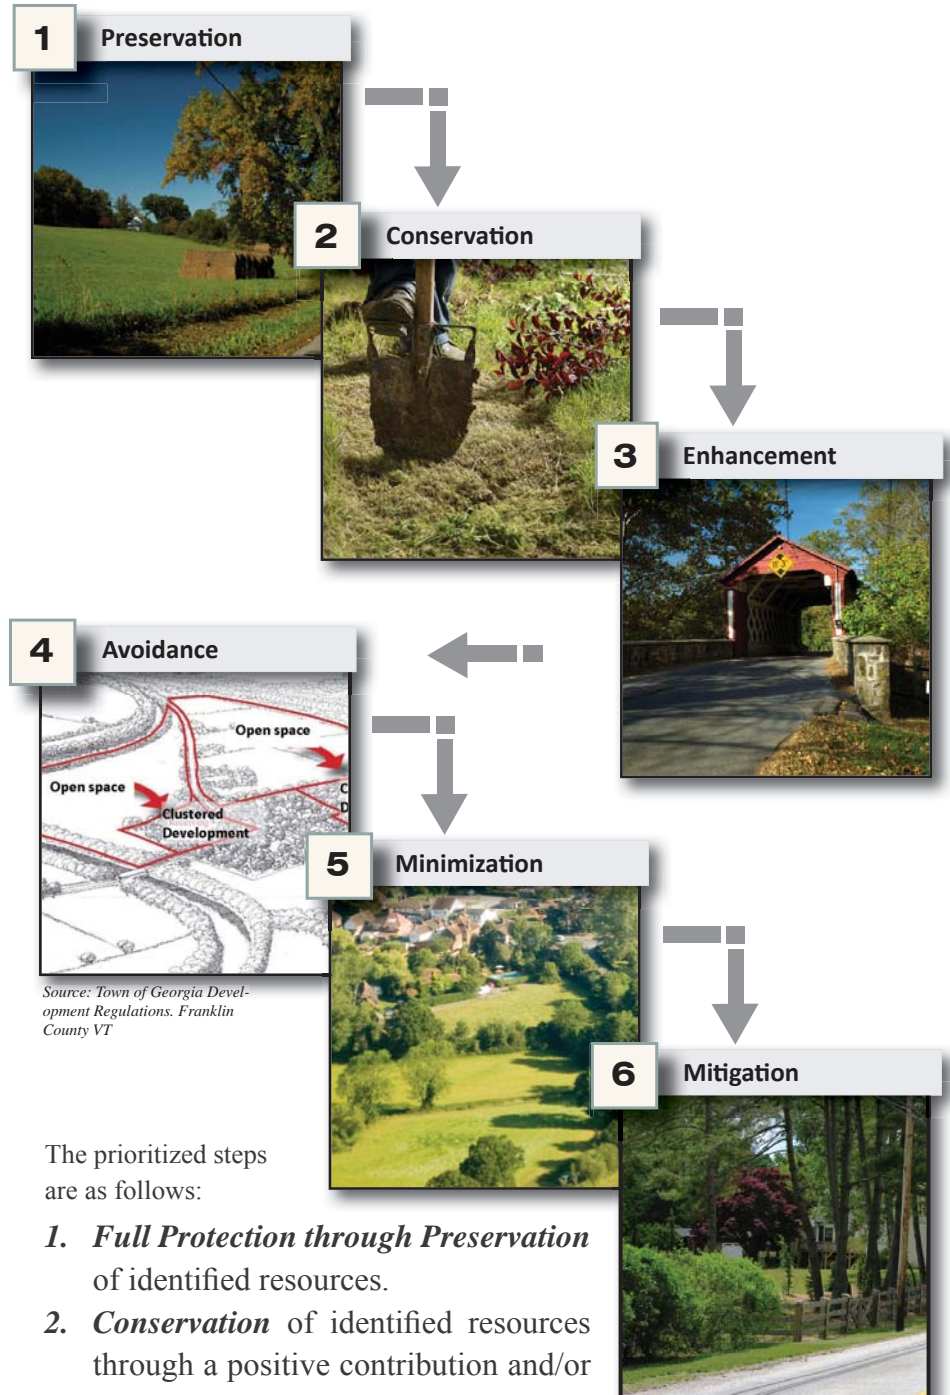 1 Preservation
2 Conservation
3 Enhancement
4 Avoidance
Open space
Open space
Clustered
Development
C
D
5 Minimization
Source: Town of Georgia Devel-
opment Regulations. Franklin
County VT
6 Mitigation
The prioritized steps
are as follows:
1. Full Protection through Preservation
of identified resources.
2. Conservation of identified resources
through a positive contribution and/or